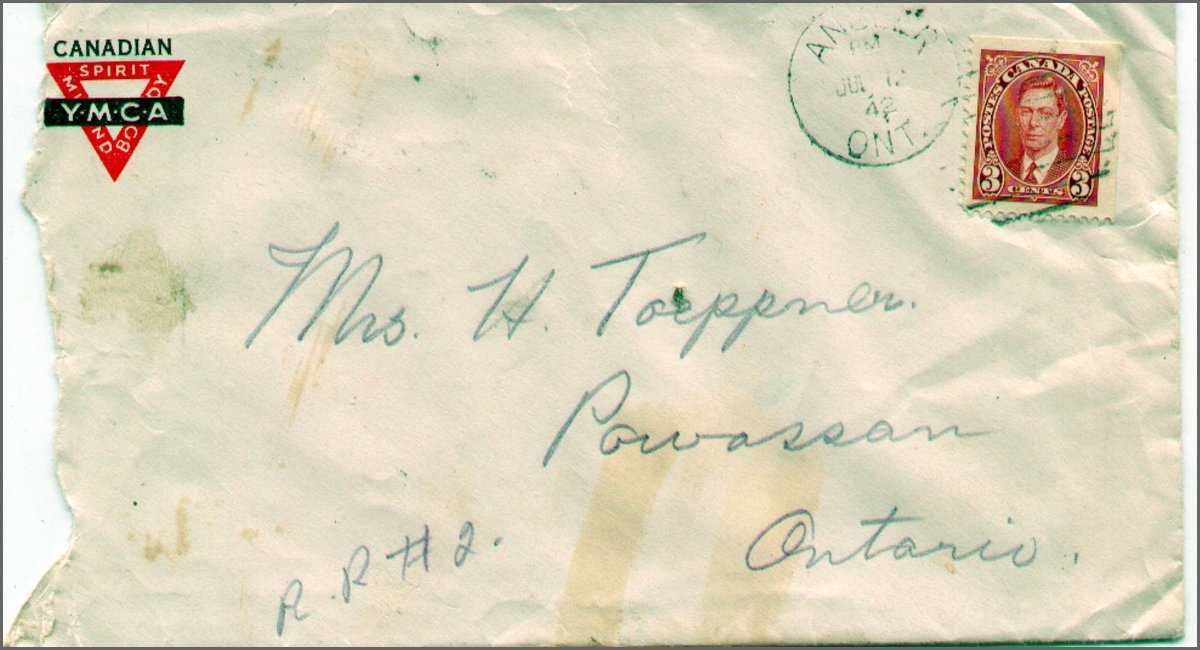 CANADIAN
SPIRIT
MIND
BODY
Y·M·C·A
ANGLER
PM
JUL 12
42
ONT.
POSTES CANADA POSTAGE
3 CENTS 3
Mrs. H. Toeppner.
Powassan
Ontario.
R.R #2.